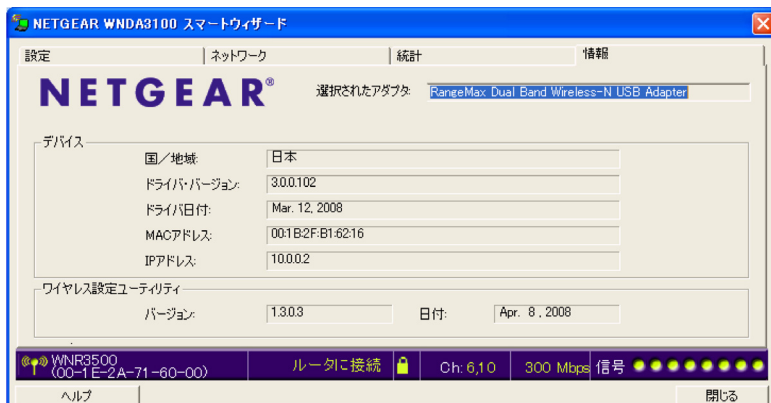 NETGEAR WNDA3100 スマートウィザード
設定 ネットワーク 統計 情報
NETGEAR® 選択されたアダプタ: RangeMax Dual Band Wireless-N USB Adapter
デバイス
国/地域: 日本
ドライバ・バージョン: 3.0.0.102
ドライバ日付: Mar. 12, 2008
MACアドレス: 00:1B:2F:B1:62:16
IPアドレス: 10.0.0.2
ワイヤレス設定ユーティリティ
バージョン: 1.3.0.3 日付: Apr. 8 , 2008
WNR3500 ルータに接続 Ch: 6,10 300 Mbps 信号
(00-1E-2A-71-60-00)
ヘルプ 閉じる